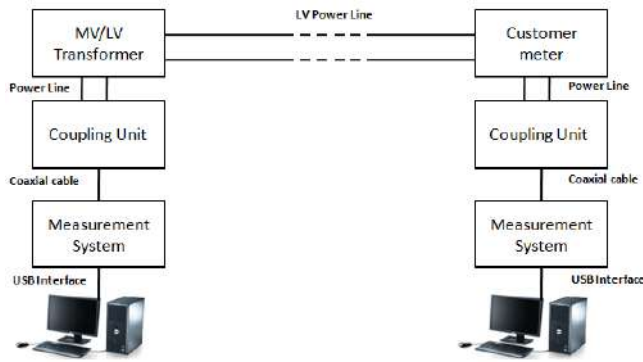 LV Power Line
MV/LV
Transformer
Customer
meter
Power Line
Power Line
Coupling Unit
Coupling Unit
Coaxial cable
Coaxial cable
Measurement
System
Measurement
System
USB Interface
USB Interface